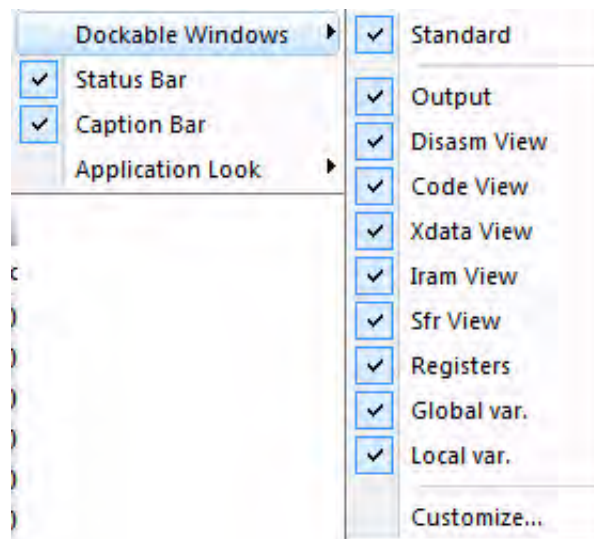 Dockable Windows
Status Bar
Caption Bar
Application Look
Standard
Output
Disasm View
Code View
Xdata View
Iram View
Sfr View
Registers
Global var.
Local var.
Customize...
c
)
)
)
)
)
)